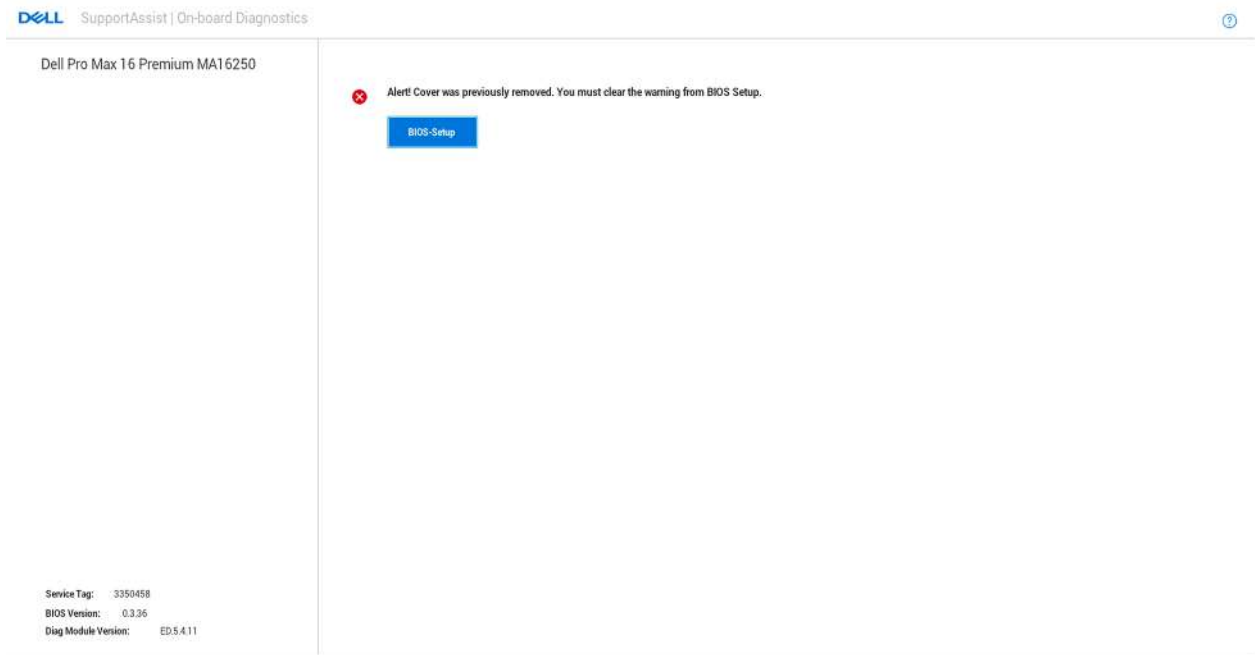 DELL SupportAssist | On-board Diagnostics
Dell Pro Max 16 Premium MA16250
Alert! Cover was previously removed. You must clear the warning from BIOS Setup.
BIOS-Setup
Service Tag: 3350458
BIOS Version: 0.3.36
Diag Module Version: ED.5.4.11